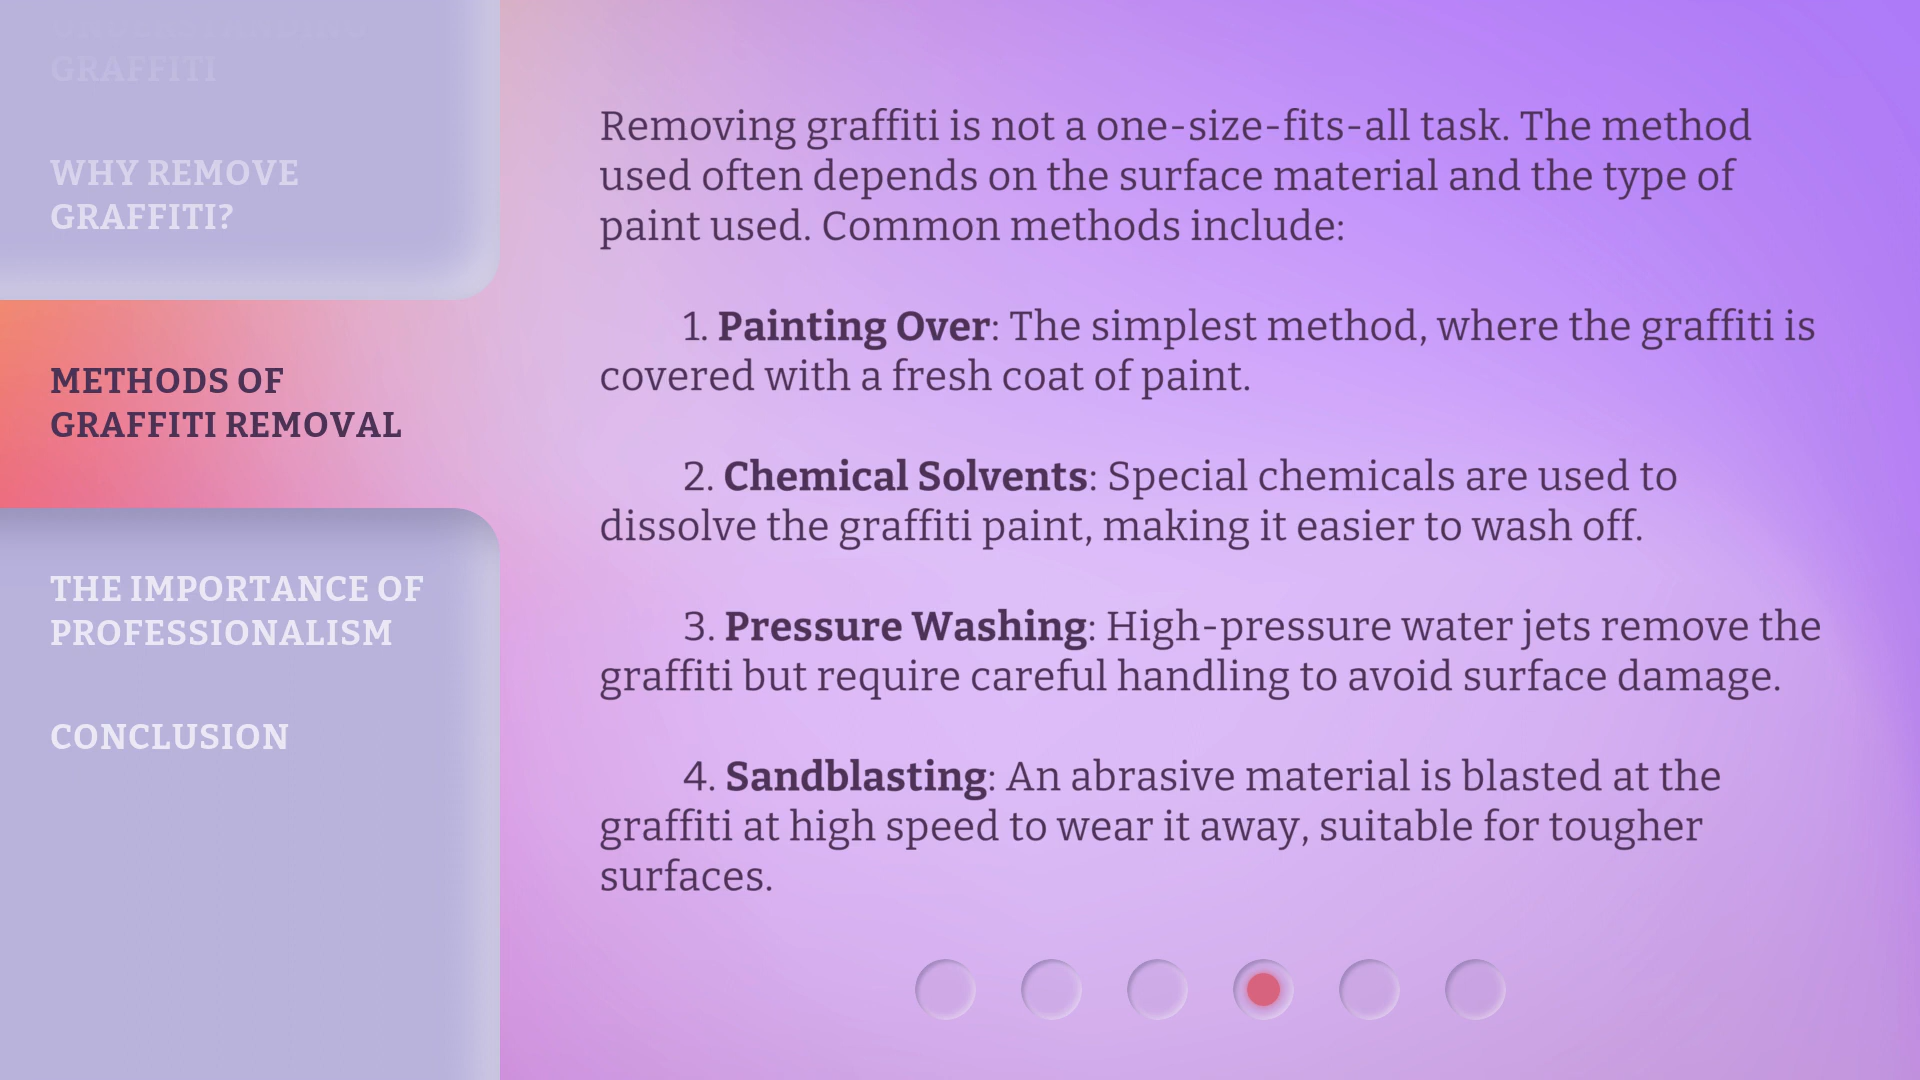 GRAFFITI
WHY REMOVE
GRAFFITI?
METHODS OF
GRAFFITI REMOVAL
THE IMPORTANCE OF
PROFESSIONALISM
CONCLUSION
Removing graffiti is not a one-size-fits-all task. The method
used often depends on the surface material and the type of
paint used. Common methods include:
1. Painting Over: The simplest method, where the graffiti is
covered with a fresh coat of paint.
2. Chemical Solvents: Special chemicals are used to
dissolve the graffiti paint, making it easier to wash off.
3. Pressure Washing: High-pressure water jets remove the
graffiti but require careful handling to avoid surface damage.
4. Sandblasting: An abrasive material is blasted at the
graffiti at high speed to wear it away, suitable for tougher
surfaces.